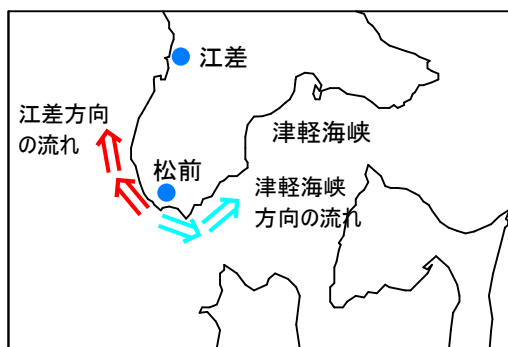 江差
江差方向
の流れ
津軽海峡
松前
津軽海峡
方向の流れ